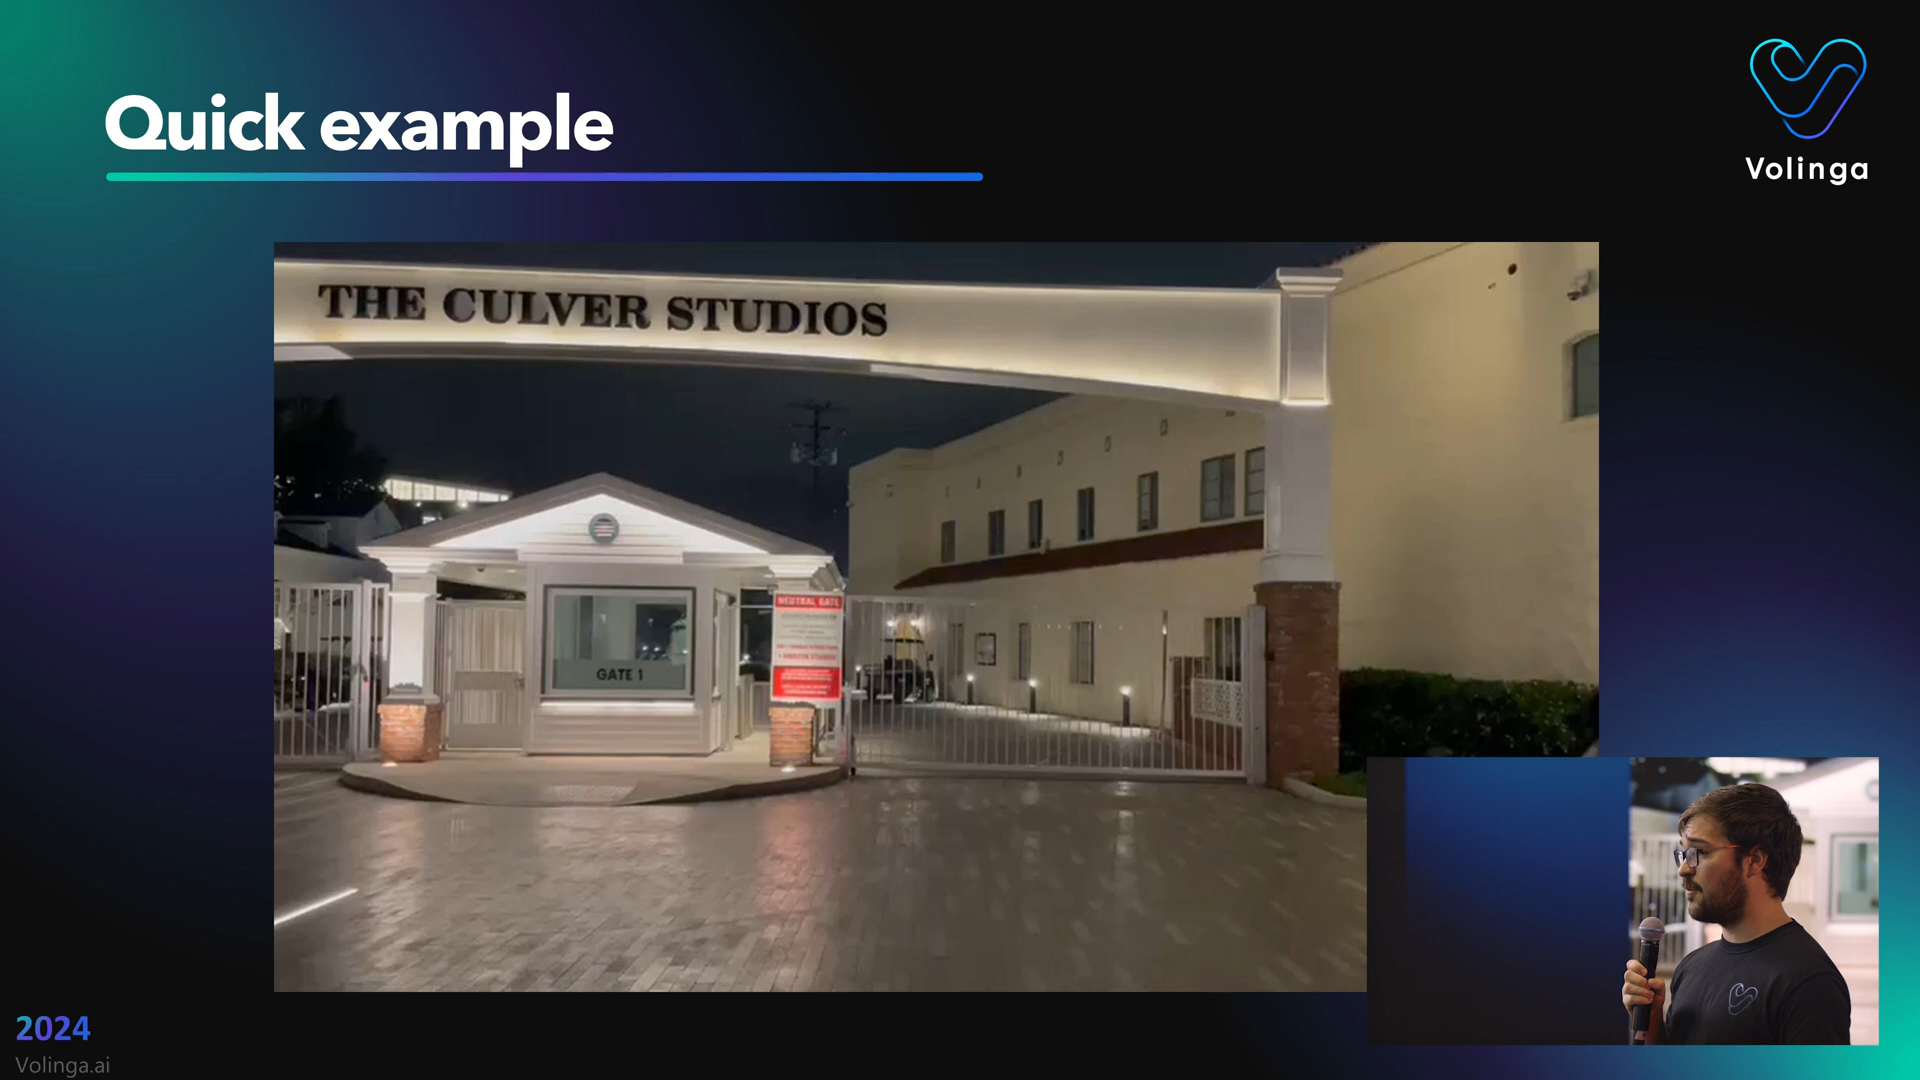 Quick example
Volinga
THE CULVER STUDIOS
NEUTRAL GATE
GATE 1
2024
Volinga.ai